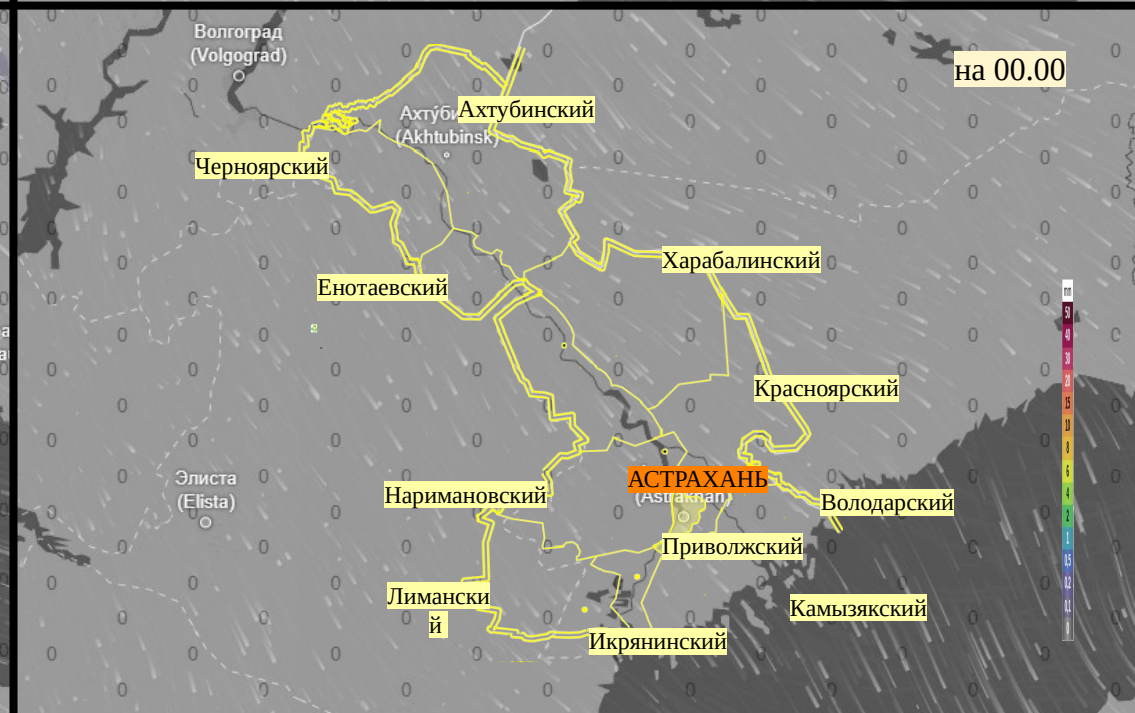 Волгоград
(Volgograd)
на 00.00
Ахтубинский
(Akhtubinsk)
Черноярский
Харабалинский
Енотаевский
mm
50
40
30
20
15
10
8
6
4
2
1
0,5
0,2
0,1
0
Красноярский
Элиста
(Elista)
АСТРАХАНЬ
(Astrakhan)
Наримановский
Володарский
Приволжский
Лимански
й
Камызякский
Икрянинский